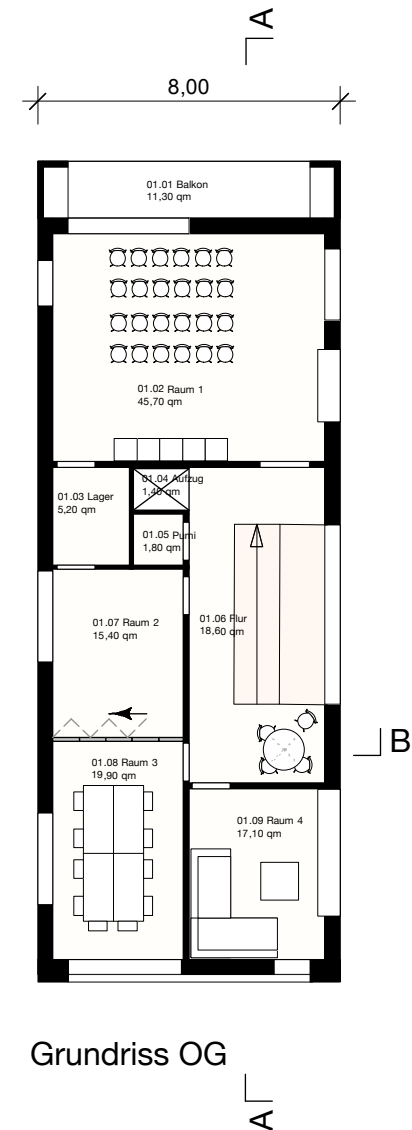 A
8,00
01.01 Balkon
11,30 qm
01.02 Raum 1
45,70 qm
01.04 Aufzug
1,40 qm
01.03 Lager
5,20 qm
01.05 Pumi
1,80 qm
01.06 Flur
18,60 qm
01.07 Raum 2
15,40 qm
B
01.08 Raum 3
19,90 qm
01.09 Raum 4
17,10 qm
Grundriss OG
A